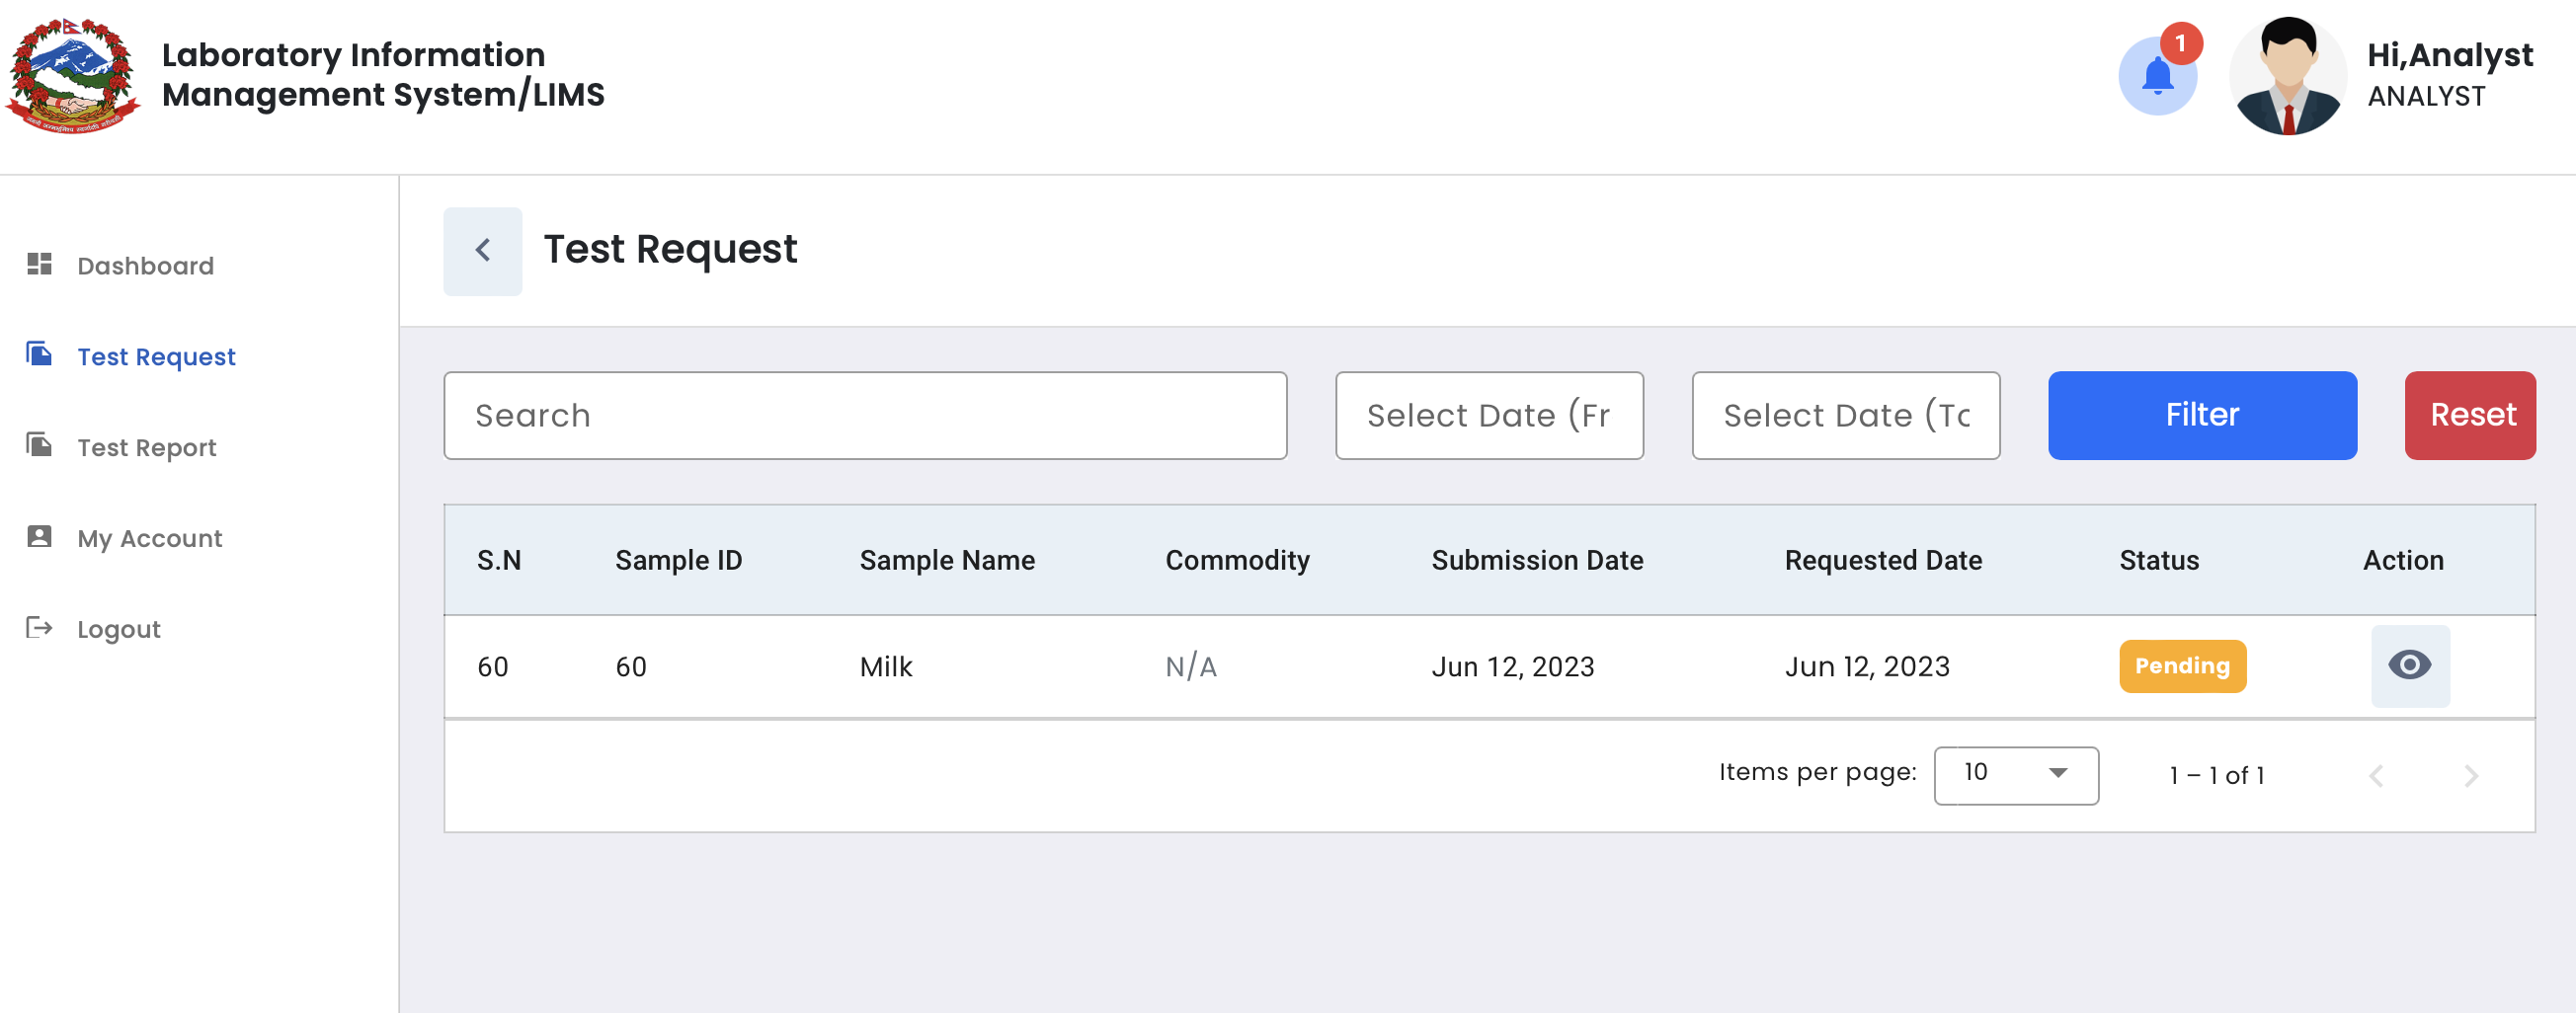 Laboratory Information
Management System/LIMS
1
Hi,Analyst
ANALYST
Dashboard
Test Request
Test Report
My Account
Logout
Test Request
Search
Select Date (Fr
Select Date (To
Filter
Reset
S.N Sample ID Sample Name Commodity Submission Date Requested Date Status Action
60 60 Milk N/A Jun 12, 2023 Jun 12, 2023 Pending
Items per page: 10 1 – 1 of 1